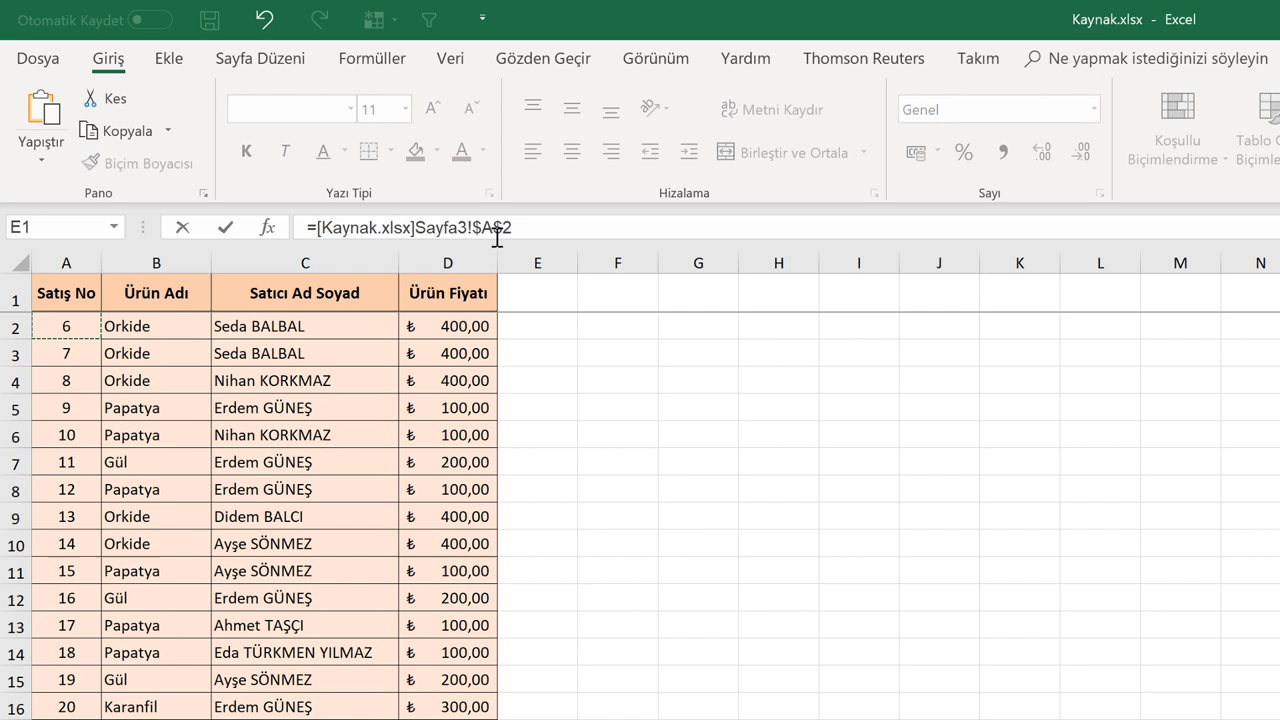 Otomatik Kaydet
Kaynak.xlsx - Excel
Dosya Giriş Ekle Sayfa Düzeni Formüller Veri Gözden Geçir Görünüm Yardım Thomson Reuters Takım Ne yapmak istediğinizi söyleyin
Yapıştır
Kes
Kopyala
Biçim Boyacısı
Pano
11
K T A A
Yazı Tipi
Metni Kaydır
Birleştir ve Ortala
Hizalama
Genel
Sayı
Koşullu
Biçimlendirme
Tablo
Biçimle
E1 fx =[Kaynak.xlsx]Sayfa3!$A$2
A B C D E F G H I J K L M N
1 Satış No Ürün Adı Satıcı Ad Soyad Ürün Fiyatı
2 6 Orkide Seda BALBAL ₺ 400,00
3 7 Orkide Seda BALBAL ₺ 400,00
4 8 Orkide Nihan KORKMAZ ₺ 400,00
5 9 Papatya Erdem GÜNEŞ ₺ 100,00
6 10 Papatya Nihan KORKMAZ ₺ 100,00
7 11 Gül Erdem GÜNEŞ ₺ 200,00
8 12 Papatya Erdem GÜNEŞ ₺ 100,00
9 13 Orkide Didem BALCI ₺ 400,00
10 14 Orkide Ayşe SÖNMEZ ₺ 400,00
11 15 Papatya Ayşe SÖNMEZ ₺ 100,00
12 16 Gül Erdem GÜNEŞ ₺ 200,00
13 17 Papatya Ahmet TAŞÇI ₺ 100,00
14 18 Papatya Eda TÜRKMEN YILMAZ ₺ 100,00
15 19 Gül Ayşe SÖNMEZ ₺ 200,00
16 20 Karanfil Erdem GÜNEŞ ₺ 300,00